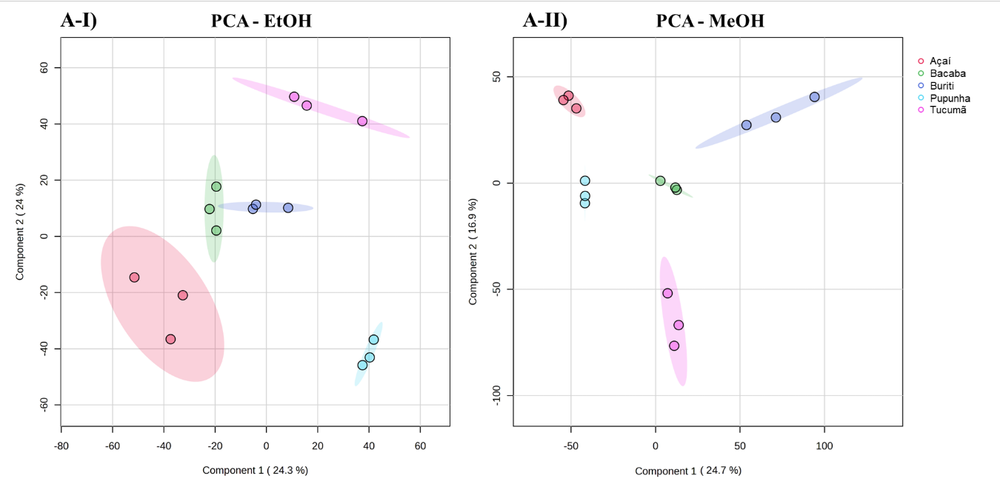 A-I)
PCA - EtOH
60
40
20
0
-20
-40
-60
Component 2 ( 24 %)
-80
-60
-40
-20
0
20
40
60
Component 1 ( 24.3 %)
A-II)
PCA - MeOH
50
0
-50
-100
Component 2 ( 16.9 %)
-50
0
50
100
Component 1 ( 24.7 %)
Açaí
Bacaba
Buriti
Pupunha
Tucumã